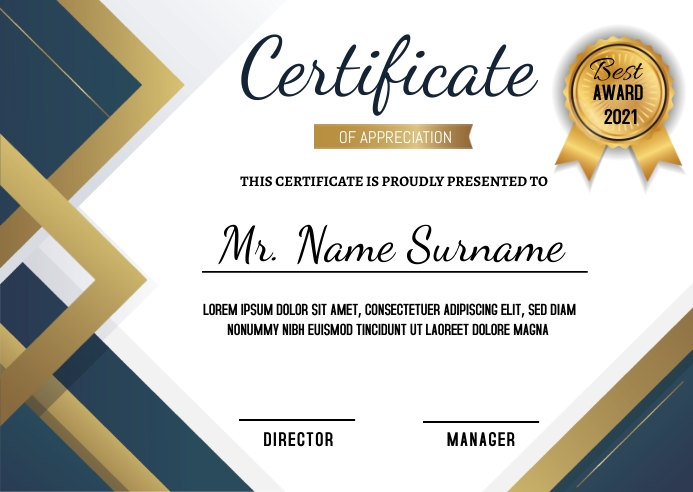 Certificate
OF APPRECIATION
Best
AWARD
2021
THIS CERTIFICATE IS PROUDLY PRESENTED TO
Mr. Name Surname
LOREM IPSUM DOLOR SIT AMET, CONSECTETUER ADIPISCING ELIT, SED DIAM
NONUMMY NIBH EUISMOD TINCIDUNT UT LAOREET DOLORE MAGNA
DIRECTOR
MANAGER